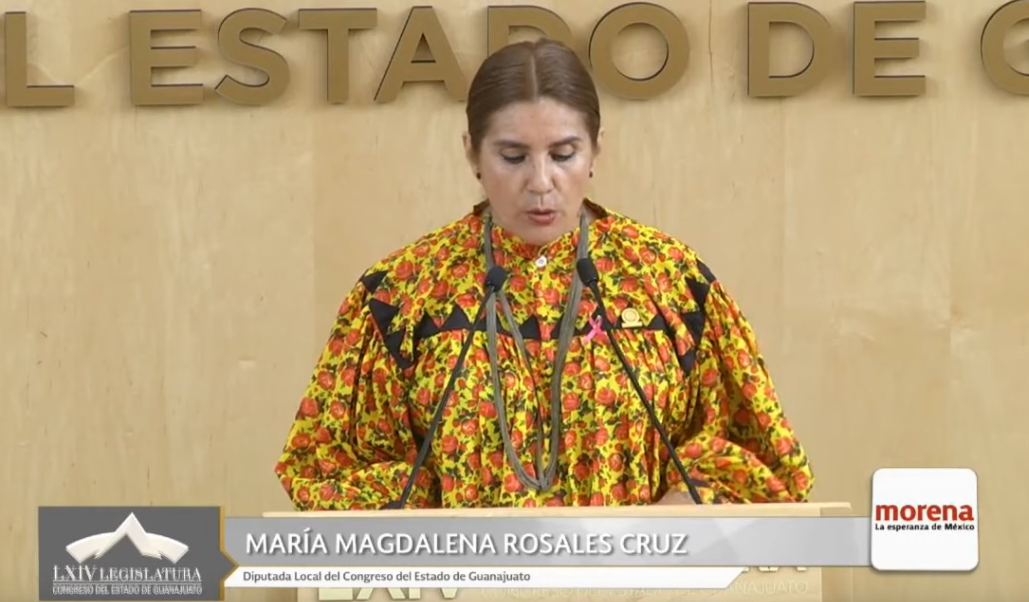 L ESTADO DE G
morena
La esperanza de México
MARÍA MAGDALENA ROSALES CRUZ
LXIV LEGISLATURA
CONGRESO DEL ESTADO DE GUANAJUATO
Diputada Local del Congreso del Estado de Guanajuato
LXIV